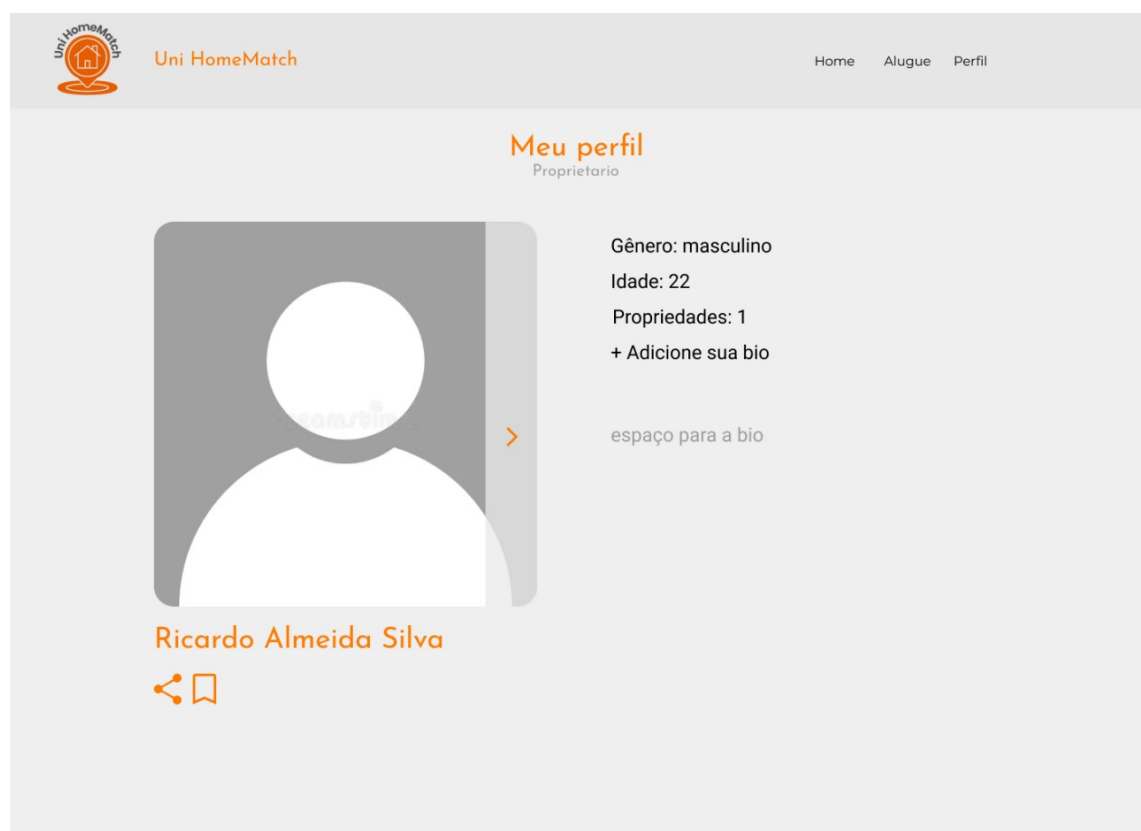 Uni HomeMatch
Uni HomeMatch
Home Alugue Perfil
Meu perfil
Proprietario
Gênero: masculino
Idade: 22
Propriedades: 1
+ Adicione sua bio
espaço para a bio
Ricardo Almeida Silva